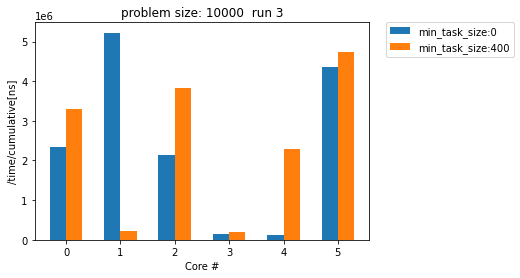 problem size: 10000  run 3
1e6
min_task_size:0
min_task_size:400
5
4
3
2
1
0
/time/cumulative[ns]
0 1 2 3 4 5
Core #